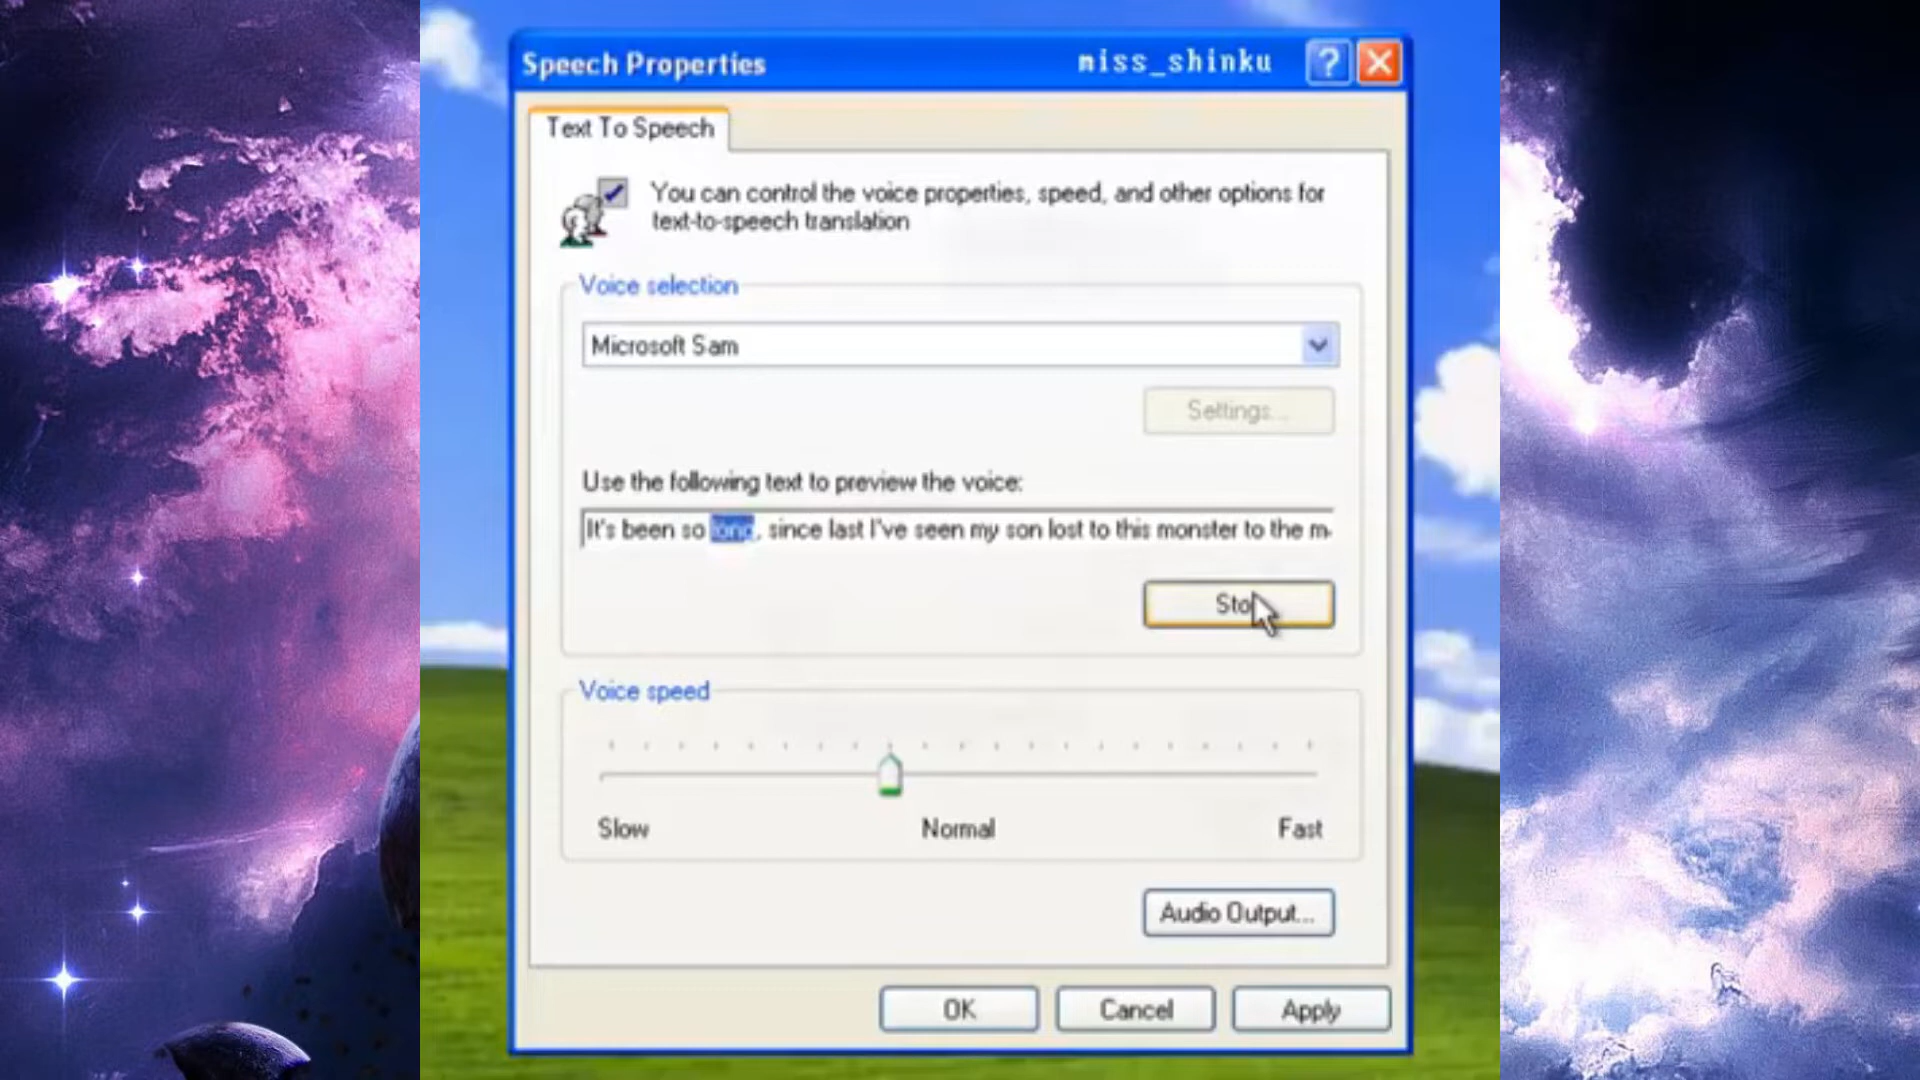 Speech Properties
miss_shinku
Text To Speech
You can control the voice properties, speed, and other options for
text-to-speech translation
Voice selection
Microsoft Sam
Settings...
Use the following text to preview the voice:
It's been so long, since last I've seen my son lost to this monster to the m
Sto
Voice speed
Slow
Normal
Fast
Audio Output...
OK
Cancel
Apply